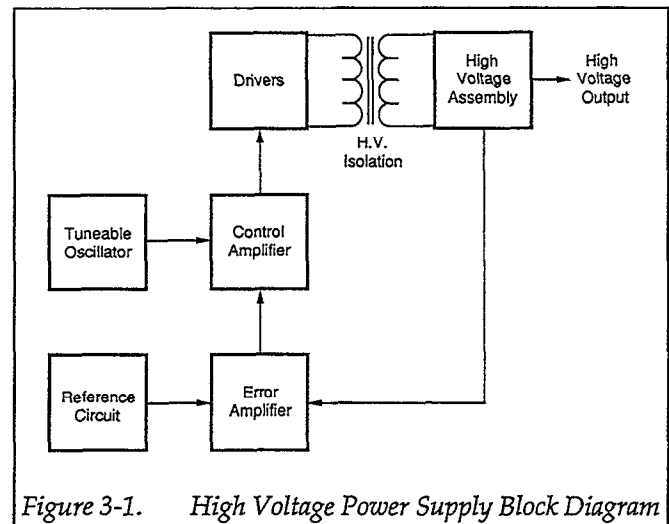 Drivers
High
Voltage
Assembly
High
Voltage
Output
H.V.
Isolation
Tuneable
Oscillator
Control
Amplifier
Reference
Circuit
Error
Amplifier
Figure 3-1. High Voltage Power Supply Block Diagram